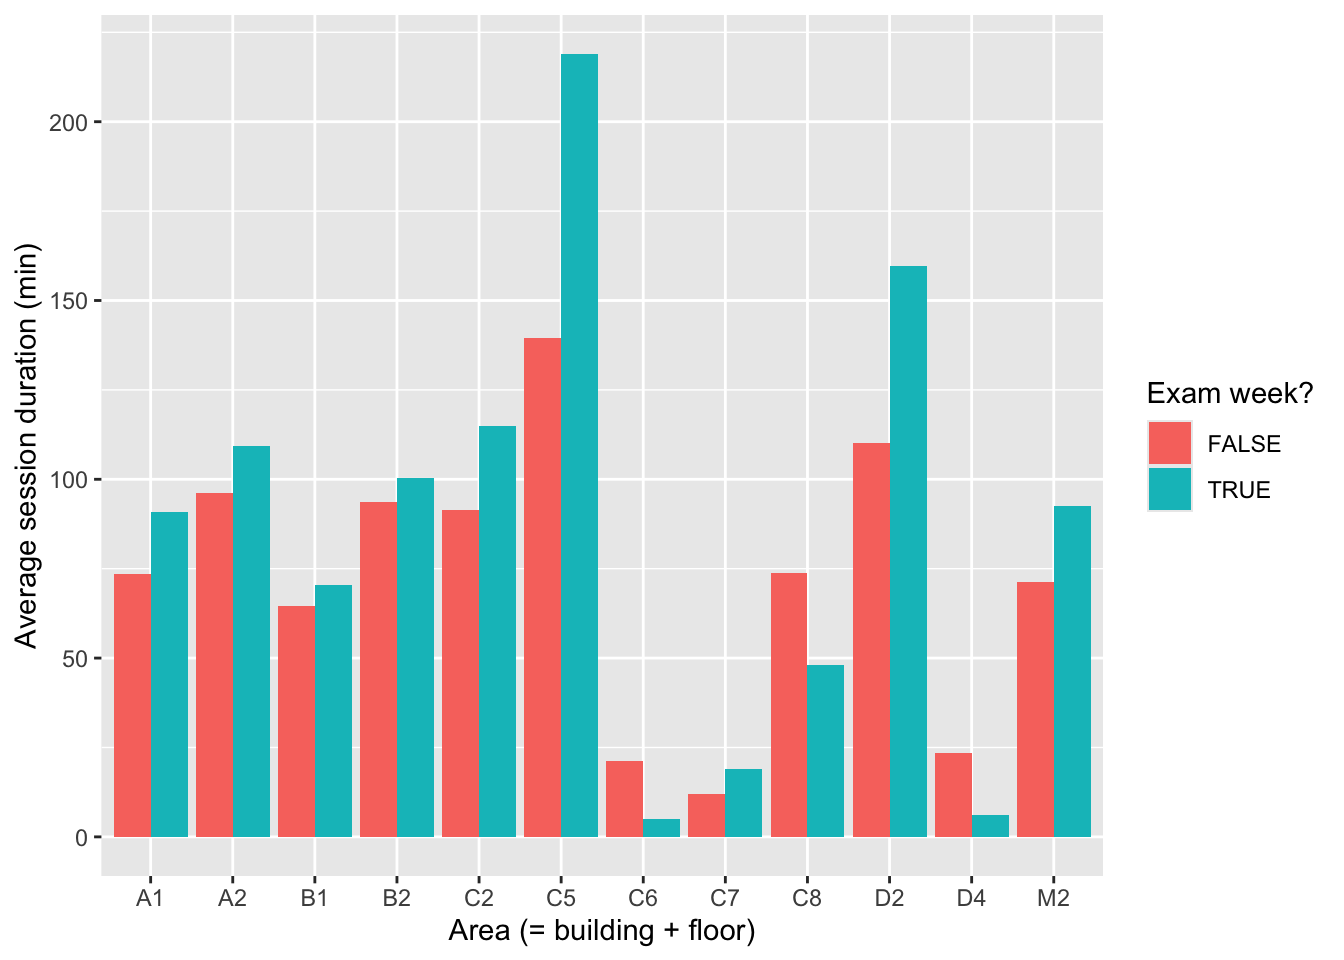 200
150
100
50
0
Average session duration (min)
A1 A2 B1 B2 C2 C5 C6 C7 C8 D2 D4 M2
Area (= building + floor)
Exam week?
FALSE
TRUE